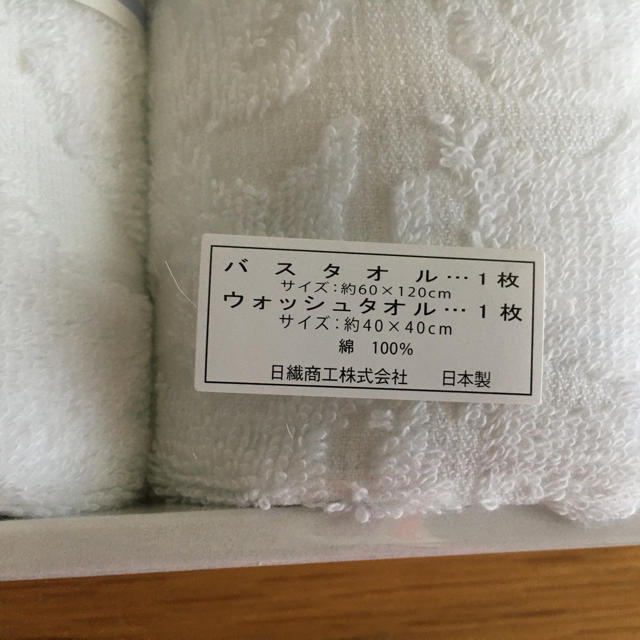 バスタオル…1枚
サイズ：約60×120cm
ウォッシュタオル…1枚
サイズ：約40×40cm
綿 100%
日繊商工株式会社 日本製